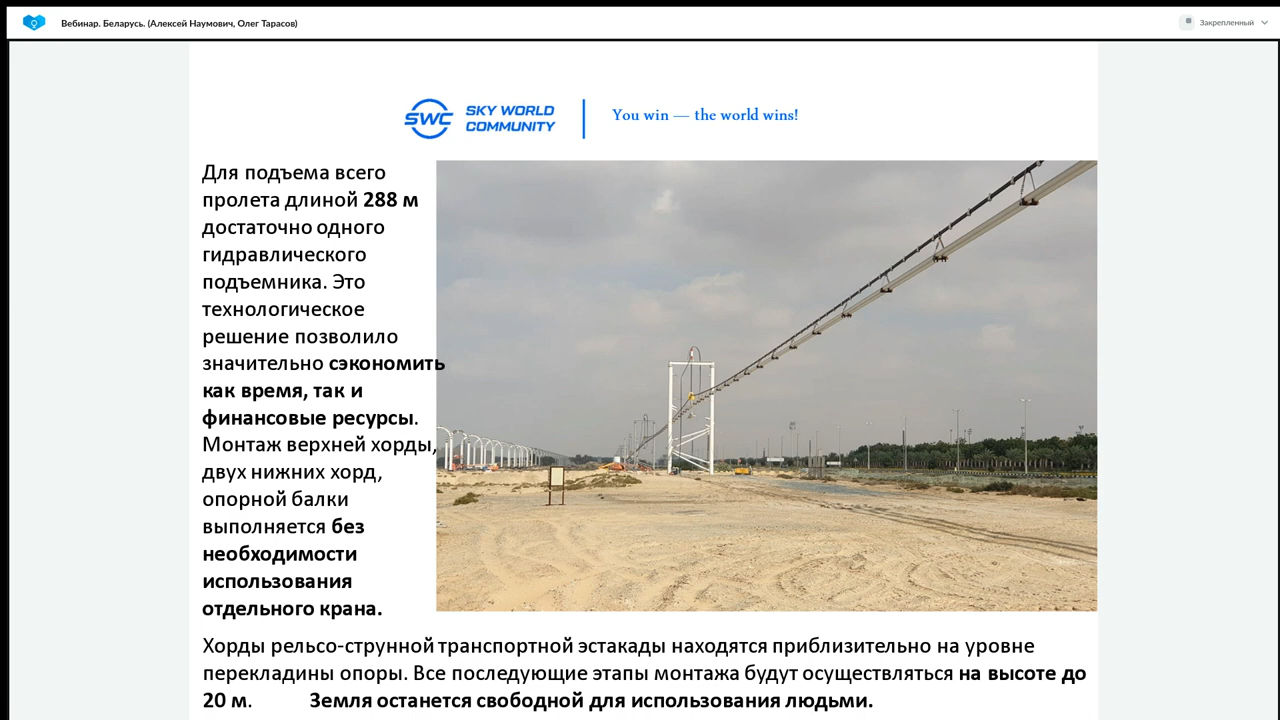 Вебинар. Беларусь. (Алексей Наумович, Олег Тарасов)
Закрепленный
SWC
SKY WORLD
COMMUNITY
You win — the world wins!
Для подъема всего
пролета длиной 288 м
достаточно одного
гидравлического
подъемника. Это
технологическое
решение позволило
значительно сэкономить
как время, так и
финансовые ресурсы.
Монтаж верхней хорды,
двух нижних хорд,
опорной балки
выполняется без
необходимости
использования
отдельного крана.
Хорды рельсо-струнной транспортной эстакады находятся приблизительно на уровне
перекладины опоры. Все последующие этапы монтажа будут осуществляться на высоте до
20 м. Земля останется свободной для использования людьми.